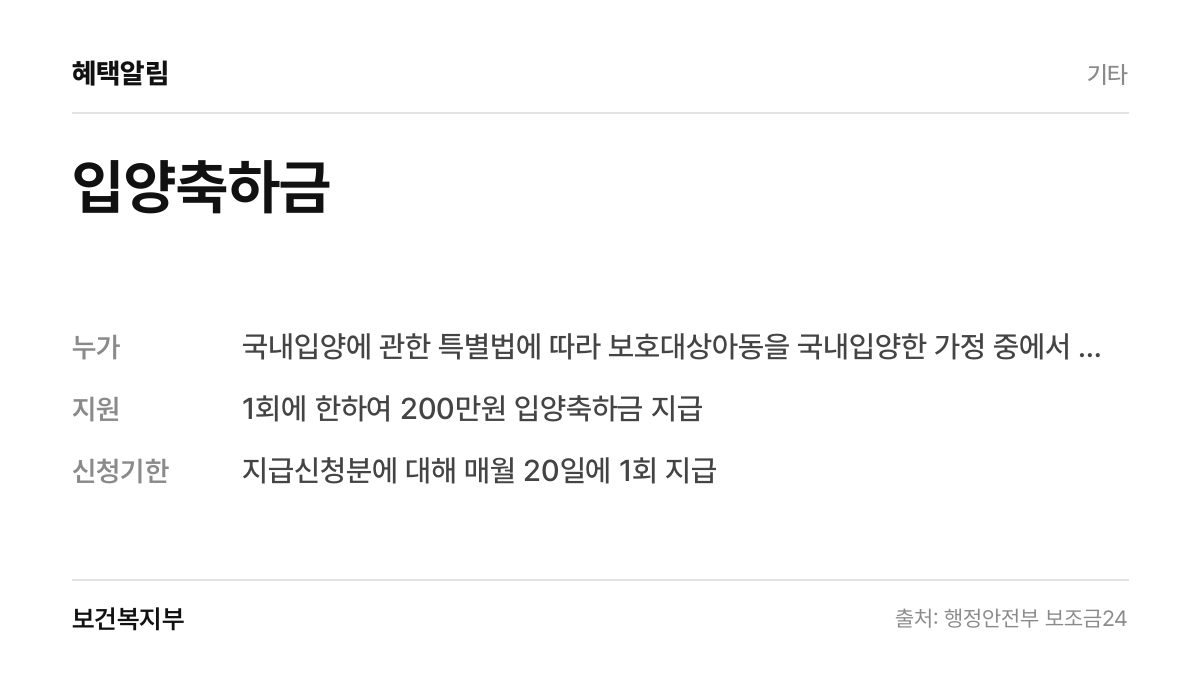 혜택알림
기타
입양축하금
누가
국내입양에 관한 특별법에 따라 보호대상아동을 국내입양한 가정 중에서 ...
지원
1회에 한하여 200만원 입양축하금 지급
신청기한
지급신청분에 대해 매월 20일에 1회 지급
보건복지부
출처: 행정안전부 보조금24